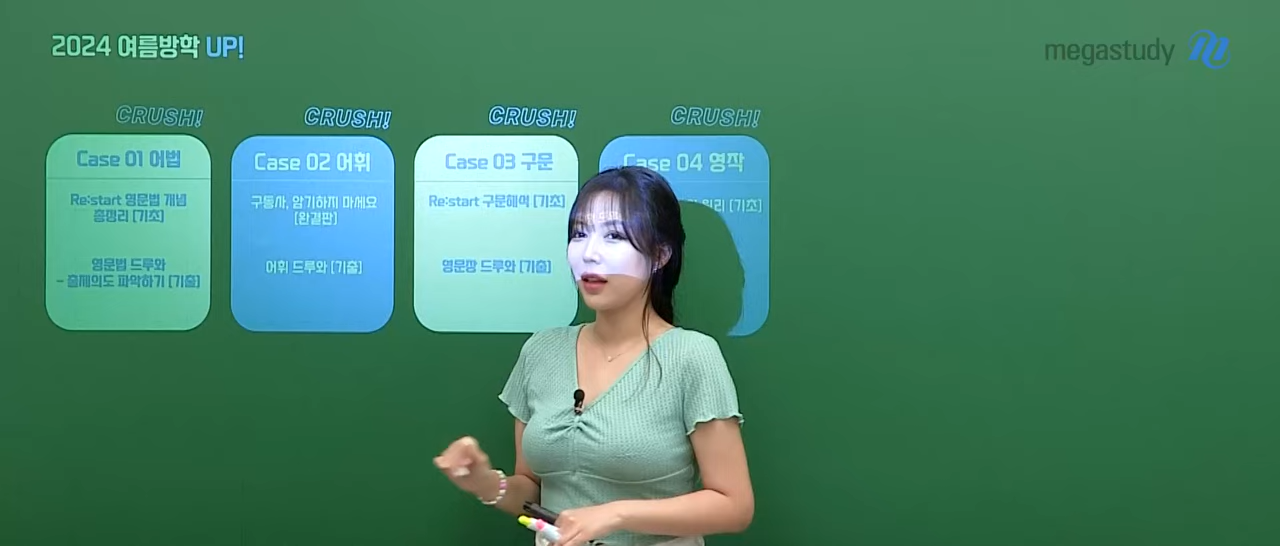 2024 여름방학 UP!
megastudy
CRUSH!
Case 01 어법
Re:start 영문법 개념
총정리 [기초]
영문법 드루와
- 출제의도 파악하기 [기출]
CRUSH!
Case 02 어휘
구동사, 암기하지 마세요
[완결판]
어휘 드루와 [기출]
CRUSH!
Case 03 구문
Re:start 구문해석 [기초]
영문장 드루와 [기출]
CRUSH!
Case 04 영작
원리 [기초]